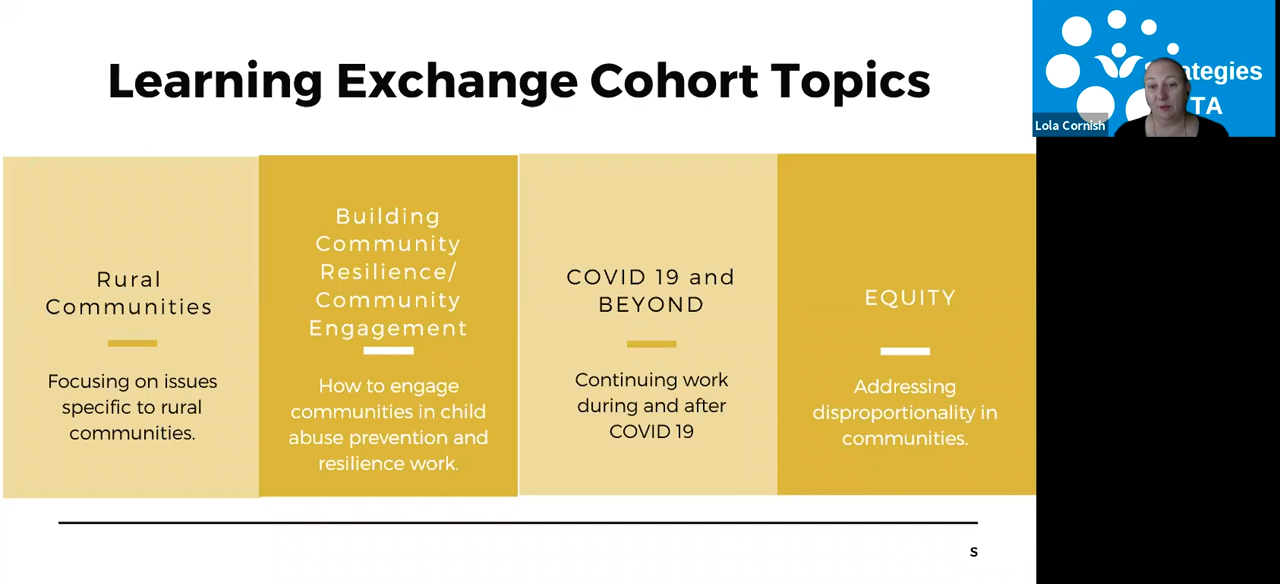 Learning Exchange Cohort Topics
Rural
Communities
Focusing on issues
specific to rural
communities.
Building
Community
Resilience/
Community
Engagement
How to engage
communities in child
abuse prevention and
resilience work.
COVID 19 and
BEYOND
Continuing work
during and after
COVID 19
EQUITY
Addressing
disproportionality in
communities.
S
TA
Lola Cornish